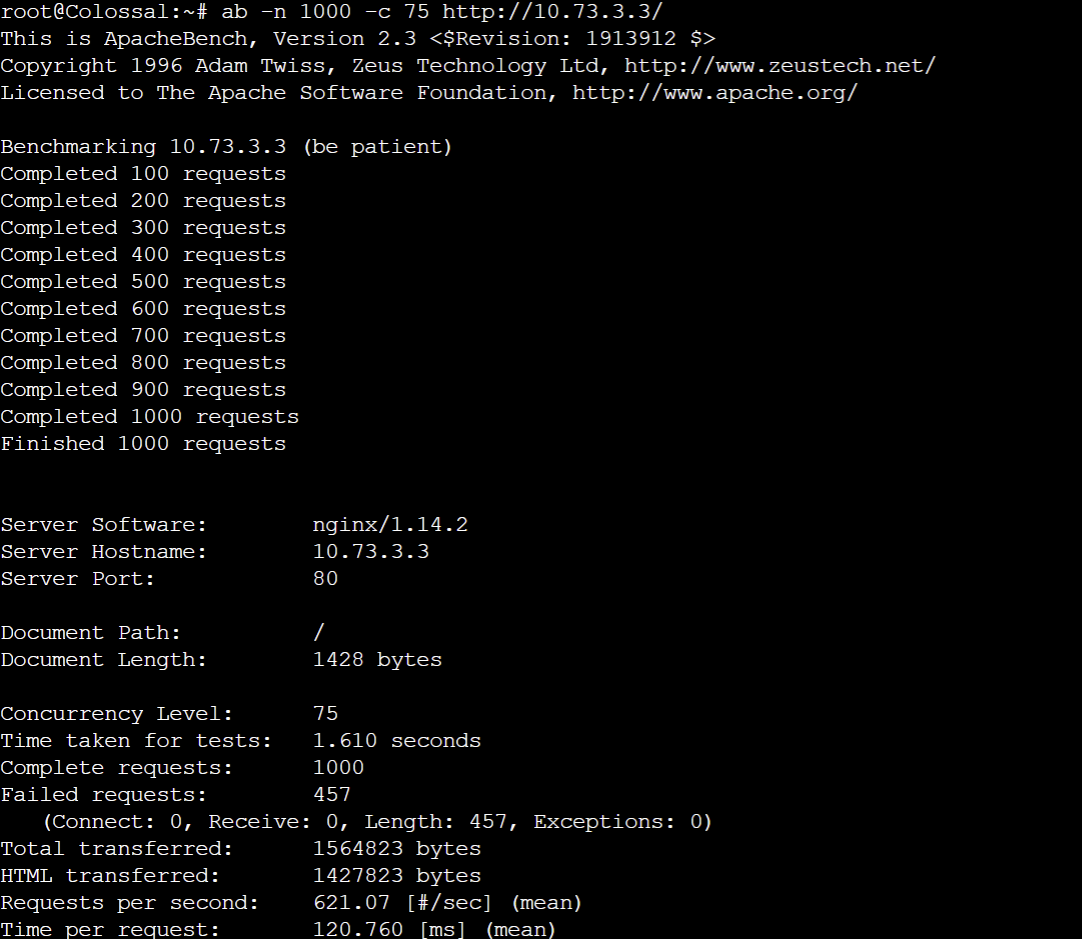 root@Colossal:~# ab -n 1000 -c 75 http://10.73.3.3/
This is ApacheBench, Version 2.3 <$Revision: 1913912 $>
Copyright 1996 Adam Twiss, Zeus Technology Ltd, http://www.zeustech.net/
Licensed to The Apache Software Foundation, http://www.apache.org/

Benchmarking 10.73.3.3 (be patient)
Completed 100 requests
Completed 200 requests
Completed 300 requests
Completed 400 requests
Completed 500 requests
Completed 600 requests
Completed 700 requests
Completed 800 requests
Completed 900 requests
Completed 1000 requests
Finished 1000 requests


Server Software:        nginx/1.14.2
Server Hostname:        10.73.3.3
Server Port:            80

Document Path:          /
Document Length:        1428 bytes

Concurrency Level:      75
Time taken for tests:   1.610 seconds
Complete requests:      1000
Failed requests:        457
   (Connect: 0, Receive: 0, Length: 457, Exceptions: 0)
Total transferred:      1564823 bytes
HTML transferred:       1427823 bytes
Requests per second:    621.07 [#/sec] (mean)
Time per request:       120.760 [ms] (mean)